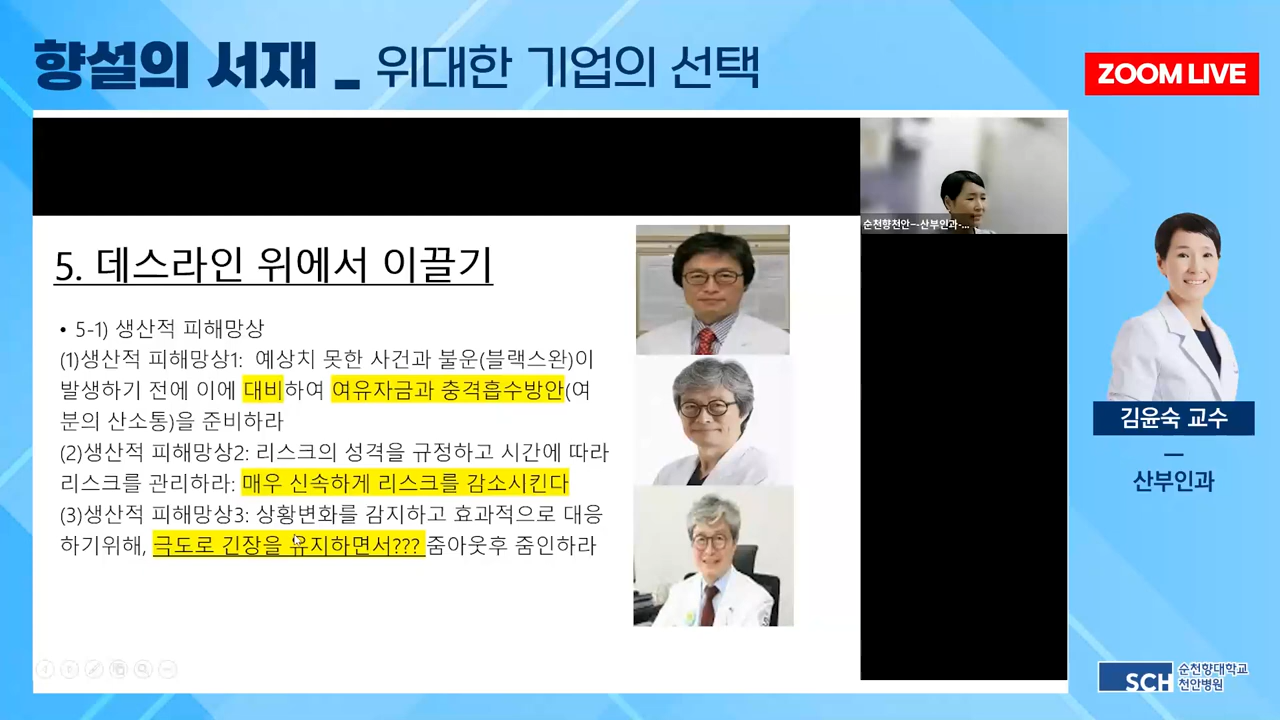 향설의 서재 _ 위대한 기업의 선택
ZOOM LIVE
순천향천안-산부인과-...
5. 데스라인 위에서 이끌기
• 5-1) 생산적 피해망상
(1)생산적 피해망상1: 예상치 못한 사건과 불운(블랙스완)이
발생하기 전에 이에 대비하여 여유자금과 충격흡수방안(여
분의 산소통)을 준비하라
(2)생산적 피해망상2: 리스크의 성격을 규정하고 시간에 따라
리스크를 관리하라: 매우 신속하게 리스크를 감소시킨다
(3)생산적 피해망상3: 상황변화를 감지하고 효과적으로 대응
하기위해, 극도로 긴장을 유지하면서??? 줌아웃후 줌인하라
김윤숙 교수
산부인과
SCH 순천향대학교
천안병원